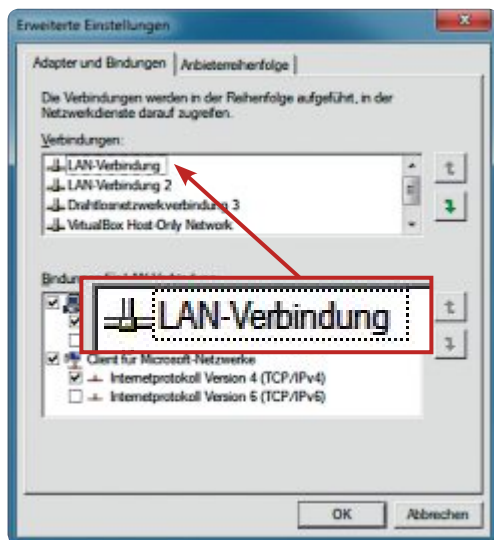 Erweiterte Einstellungen
Adapter und Bindungen
Anbieterreihenfolge
Die Verbindungen werden in der Reihenfolge aufgeführt, in der
Netzwerkdienste darauf zugreifen.
Verbindungen:
LAN-Verbindung
LAN-Verbindung 2
Drahtlosnetzwerkverbindung 3
VirtualBox Host-Only Network
LAN-Verbindung
Client für Microsoft-Netzwerke
Internetprotokoll Version 4 (TCP/IPv4)
Internetprotokoll Version 6 (TCP/IPv6)
OK
Abbrechen